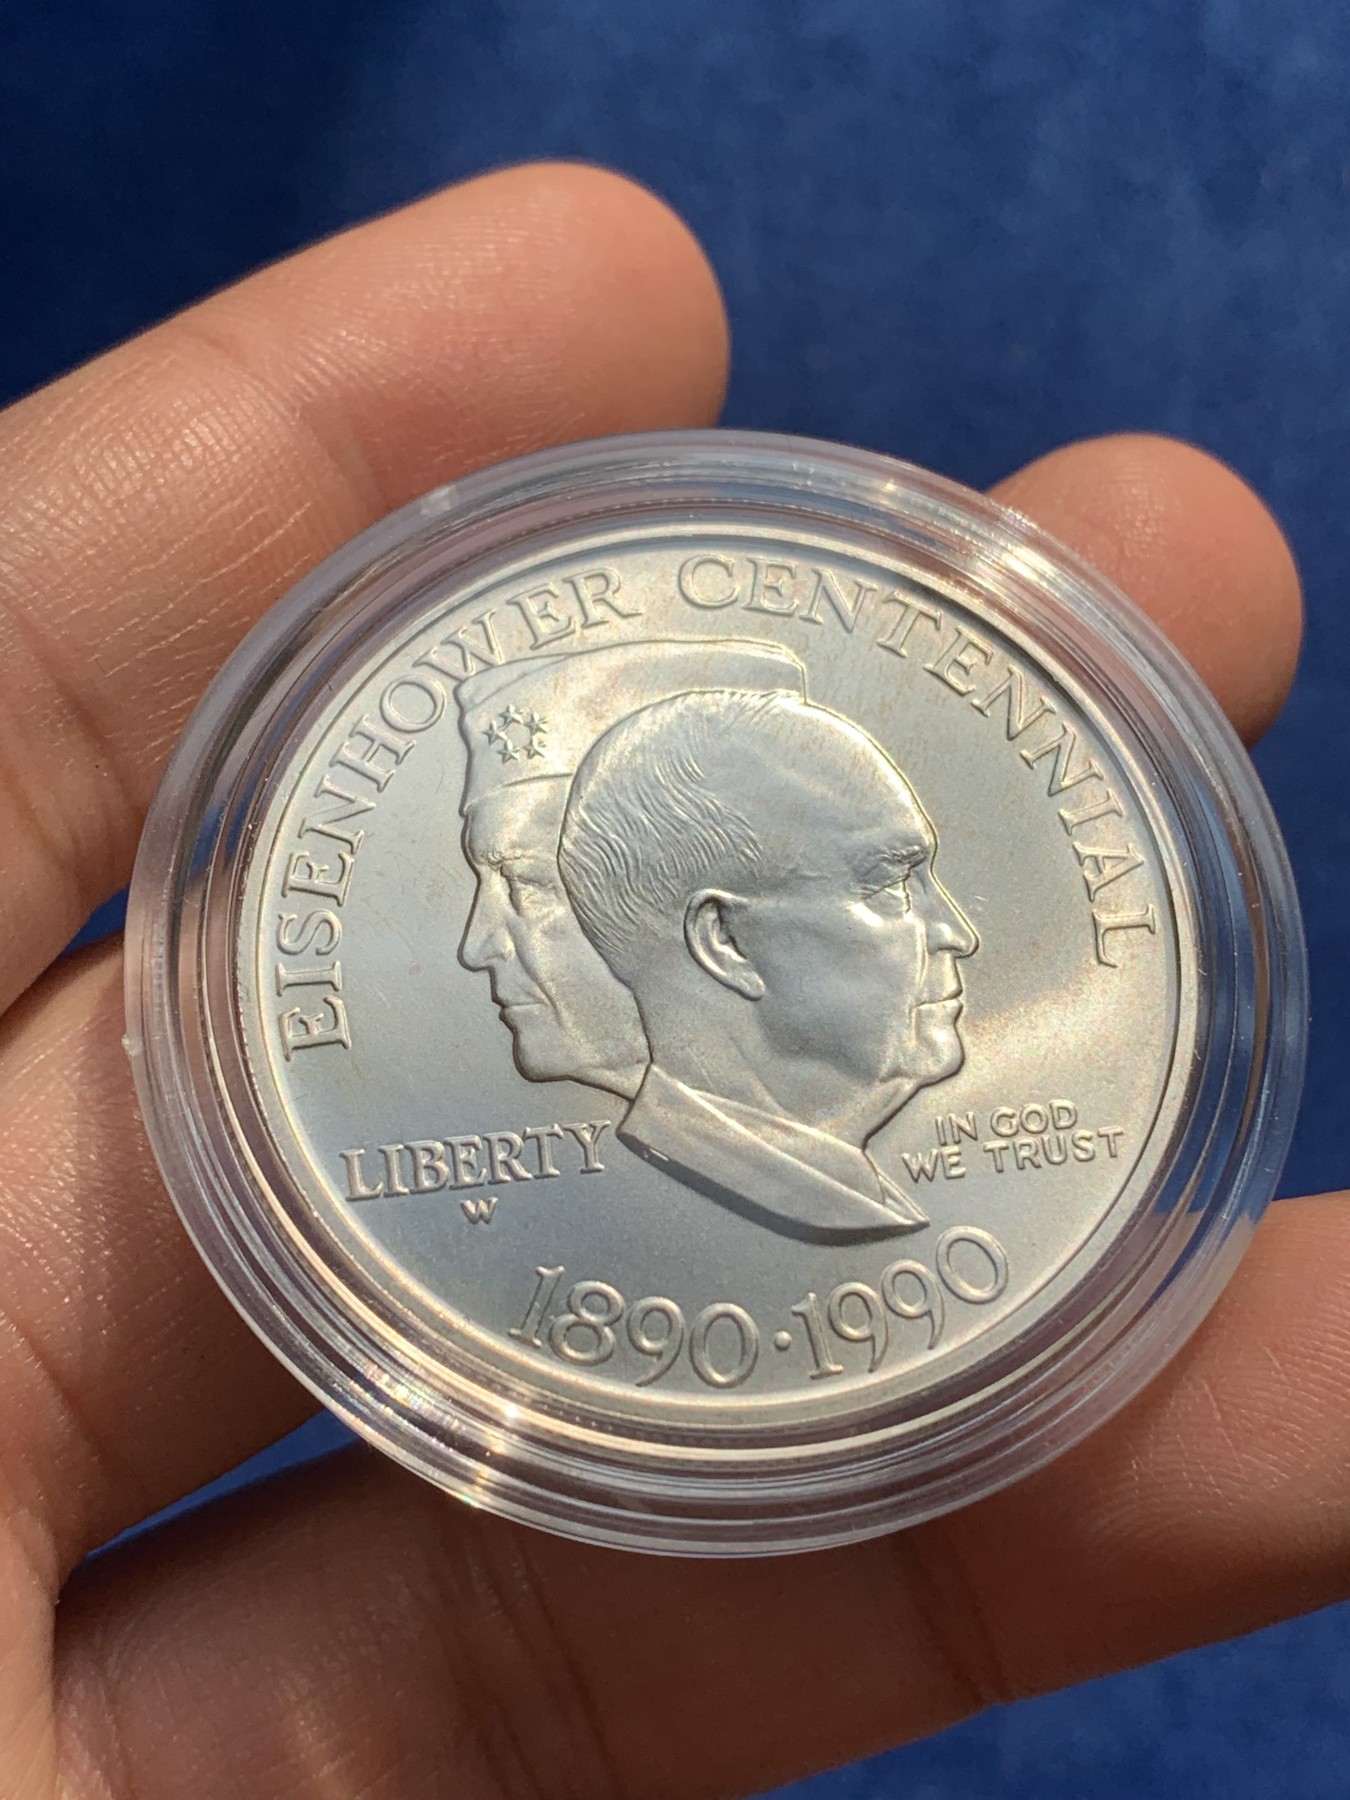 EISENHOWER CENTENNIAL
LIBERTY
W
IN GOD
WE TRUST
1890·1990